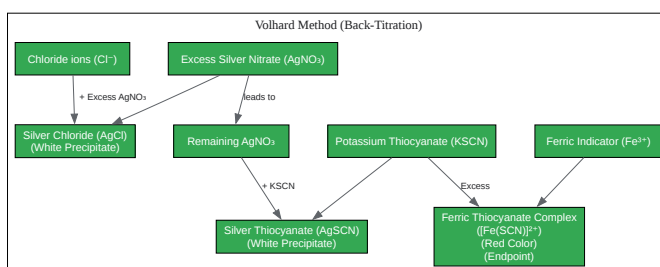 Volhard Method (Back-Titration)
Chloride ions (Cl⁻)
Excess Silver Nitrate (AgNO₃)
+ Excess AgNO₃
leads to
Silver Chloride (AgCl)
(White Precipitate)
Remaining AgNO₃
Potassium Thiocyanate (KSCN)
Ferric Indicator (Fe³⁺)
+ KSCN
Excess
Silver Thiocyanate (AgSCN)
(White Precipitate)
Ferric Thiocyanate Complex
([Fe(SCN)]²⁺)
(Red Color)
(Endpoint)